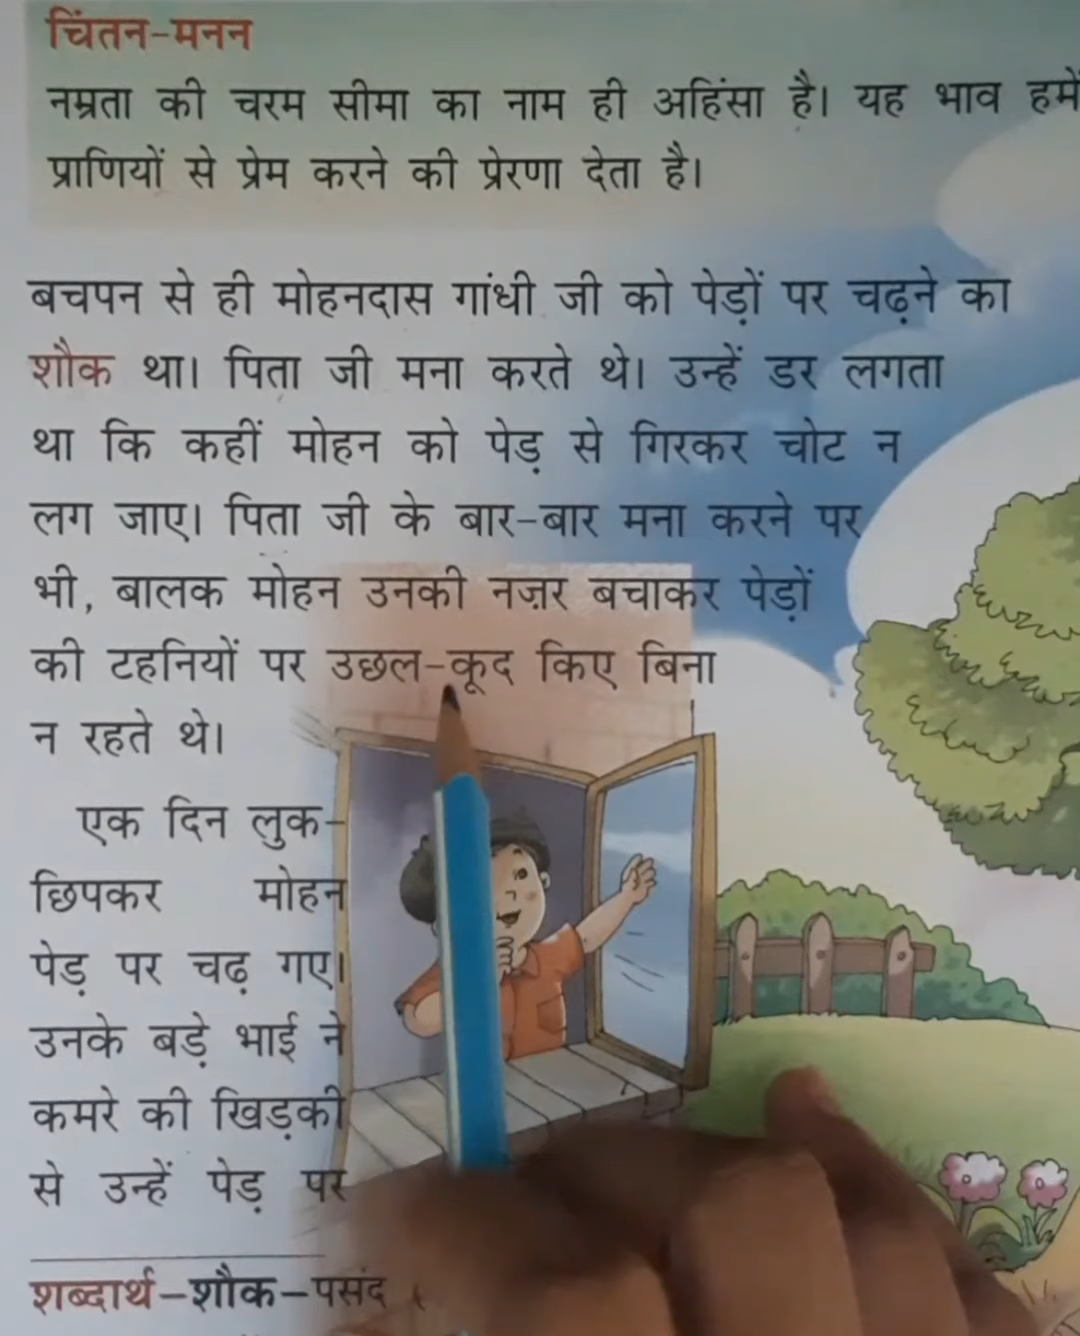 चिंतन-मनन
नम्रता की चरम सीमा का नाम ही अहिंसा है। यह भाव हमें
प्राणियों से प्रेम करने की प्रेरणा देता है।
बचपन से ही मोहनदास गांधी जी को पेड़ों पर चढ़ने का
शौक था। पिता जी मना करते थे। उन्हें डर लगता
था कि कहीं मोहन को पेड़ से गिरकर चोट न
लग जाए। पिता जी के बार-बार मना करने पर
भी, बालक मोहन उनकी नज़र बचाकर पेड़ों
की टहनियों पर उछल-कूद किए बिना
न रहते थे।
एक दिन लुक-
छिपकर मोहन
पेड़ पर चढ़ गए।
उनके बड़े भाई ने
कमरे की खिड़की
से उन्हें पेड़ पर
शब्दार्थ-शौक-पसंद